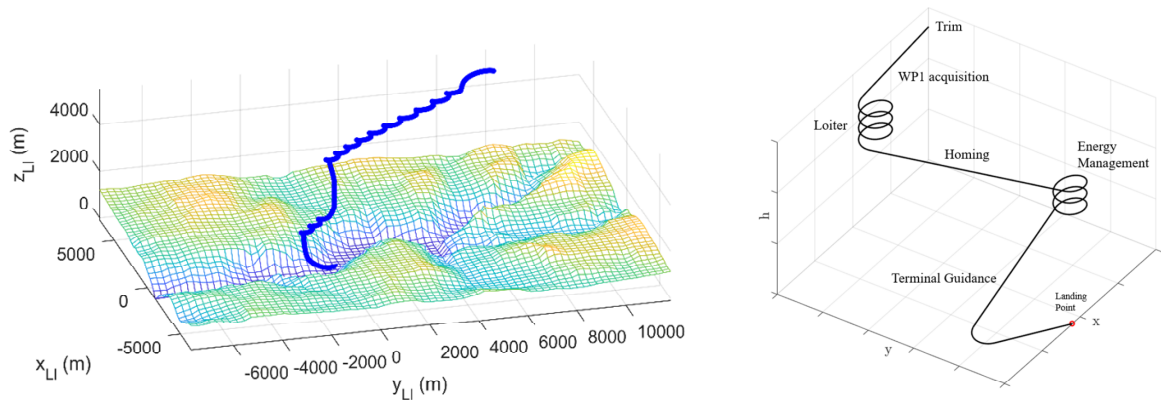 4000
2000
0
z_LI (m)
5000
0
-5000
x_LI (m)
-6000
-4000
-2000
0
2000
4000
6000
8000
10000
y_LI (m)
Trim
WP1 acquisition
Loiter
Homing
Energy
Management
h
Terminal Guidance
Landing
Point
x
y